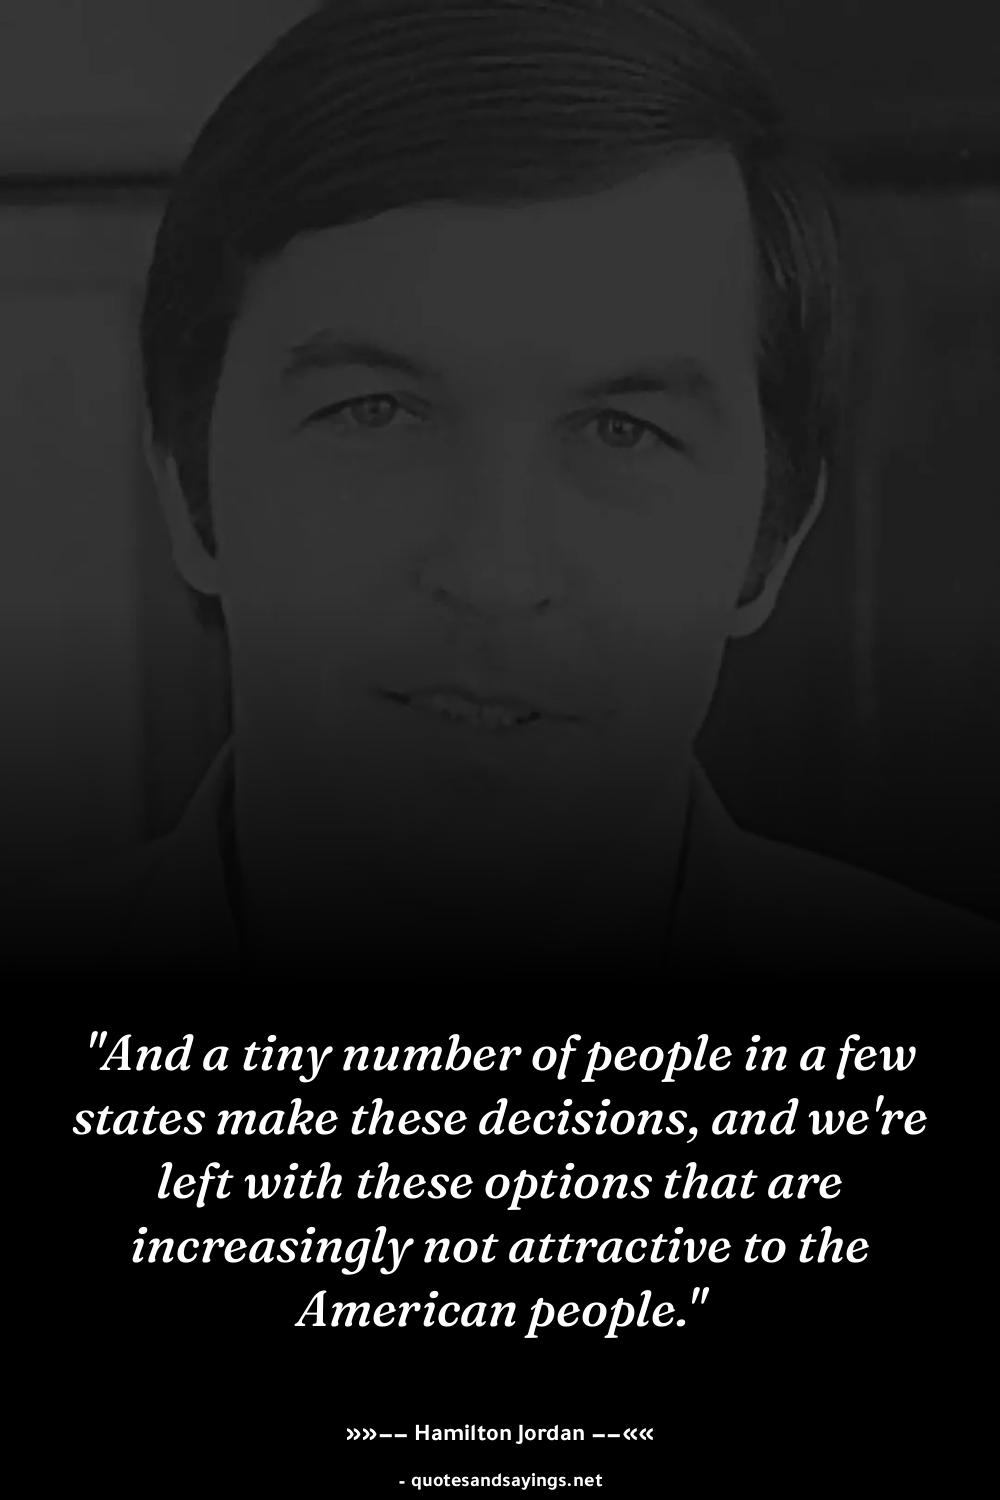 "And a tiny number of people in a few
states make these decisions, and we're
left with these options that are
increasingly not attractive to the
American people."
»»–– Hamilton Jordan ––««
- quotesandsayings.net